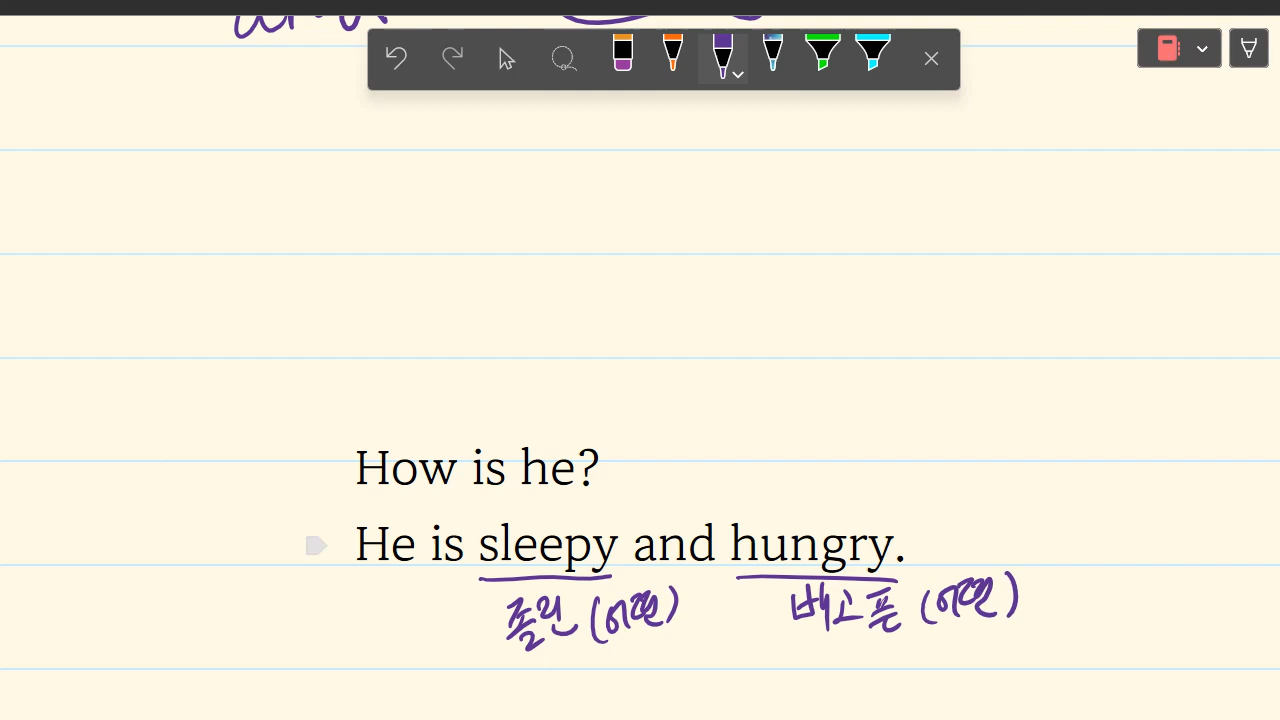 How is he?
He is sleepy and hungry.
졸린 (어떤) 배고픈 (어떤)